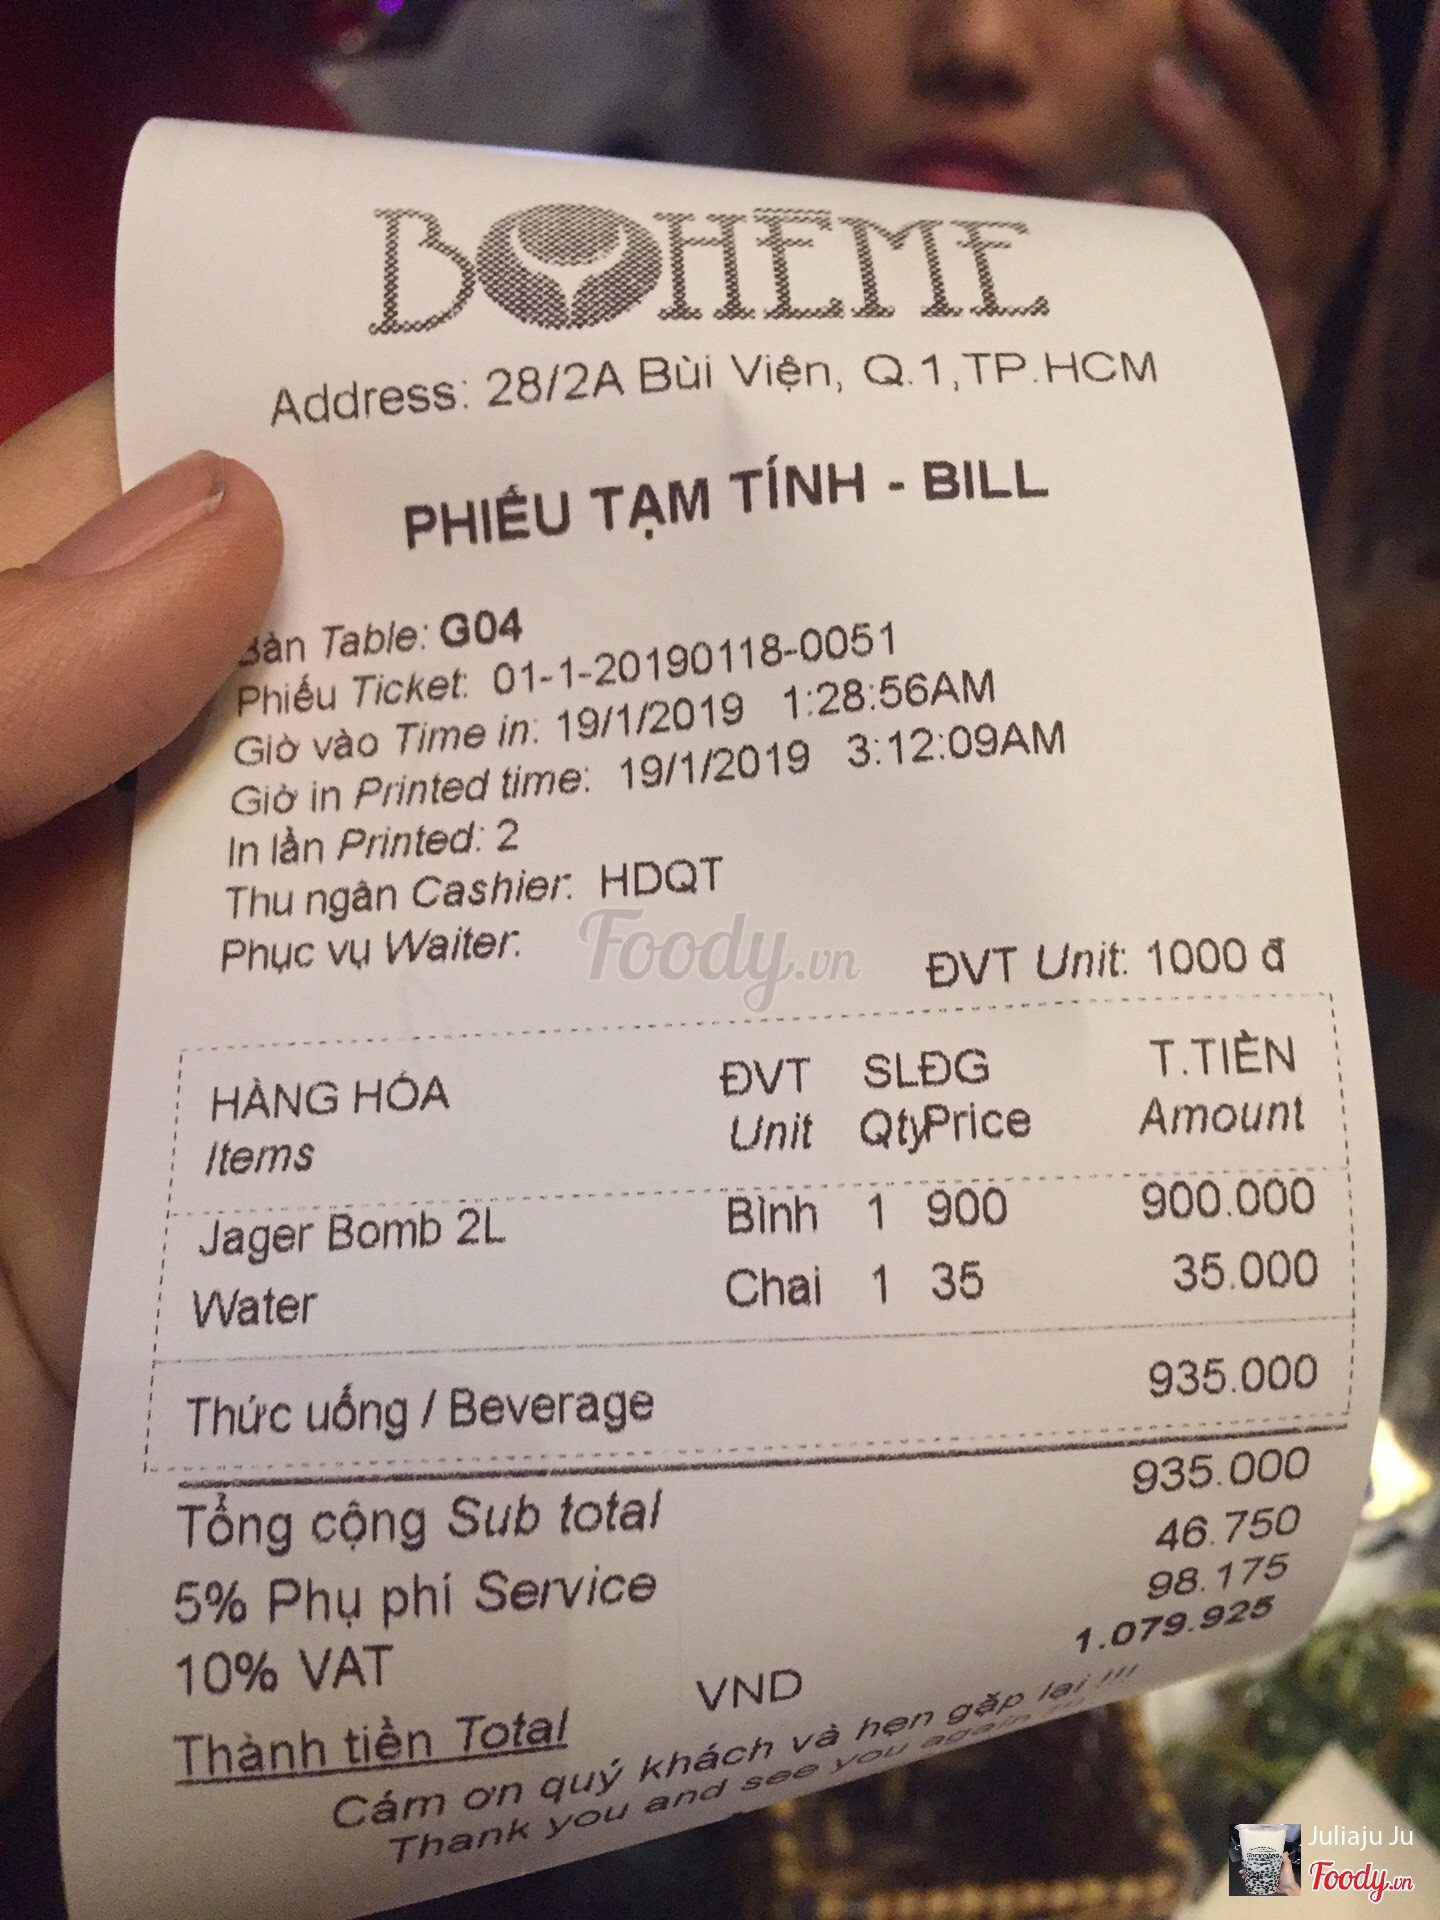 BOHEME
Address: 28/2A Bùi Viện, Q.1,TP.HCM
PHIẾU TẠM TÍNH - BILL
Bàn Table: G04
Phiếu Ticket: 01-1-20190118-0051
Giờ vào Time in: 19/1/2019 1:28:56AM
Giờ in Printed time: 19/1/2019 3:12:09AM
In lần Printed: 2
Thu ngân Cashier: HDQT
Phục vụ Waiter:
Foody.vn
ĐVT Unit: 1000 đ
HÀNG HÓA ĐVT SL ĐG T.TIỀN
Items Unit Qty Price Amount
Jager Bomb 2L Bình 1 900 900.000
Water Chai 1 35 35.000
Thức uống / Beverage 935.000
Tổng cộng Sub total 935.000
5% Phụ phí Service 46.750
10% VAT 98.175
Thành tiền Total VND 1.079.925
Cám ơn quý khách và hẹn gặp lại !!!
Thank you and see you again !!!
Juliaju Ju
Foody.vn